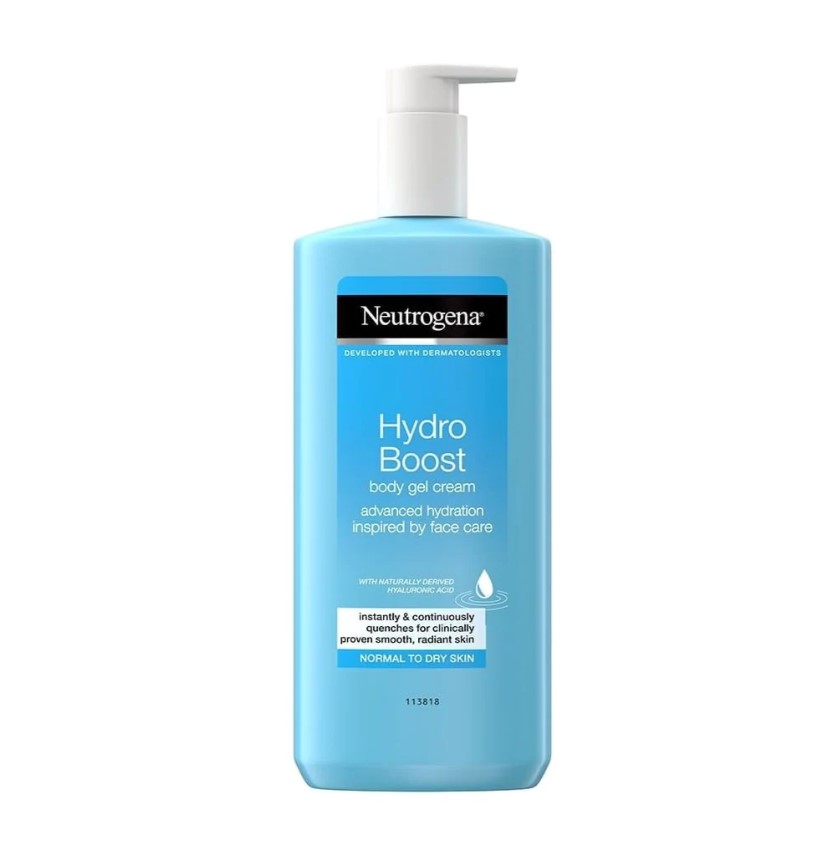 Neutrogena®
DEVELOPED WITH DERMATOLOGISTS
Hydro
Boost
body gel cream
advanced hydration
inspired by face care
WITH NATURALLY DERIVED
HYALURONIC ACID
instantly & continuously
quenches for clinically
proven smooth, radiant skin
NORMAL TO DRY SKIN
113818